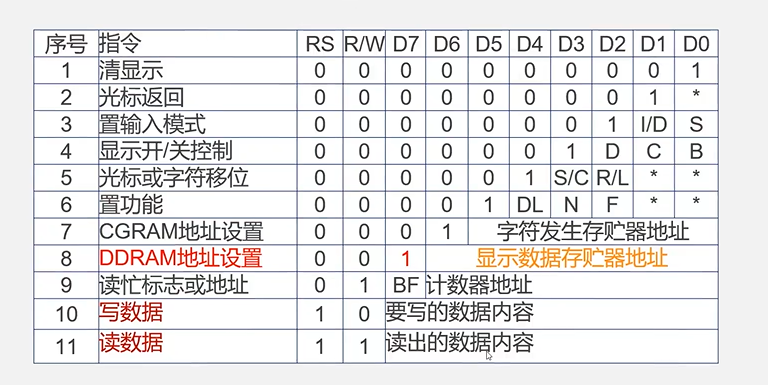 序号 指令 RS R/W D7 D6 D5 D4 D3 D2 D1 D0
1 清显示 0 0 0 0 0 0 0 0 0 1
2 光标返回 0 0 0 0 0 0 0 0 1 *
3 置输入模式 0 0 0 0 0 0 0 1 I/D S
4 显示开/关控制 0 0 0 0 0 0 1 D C B
5 光标或字符移位 0 0 0 0 0 1 S/C R/L * *
6 置功能 0 0 0 0 1 DL N F * *
7 CGRAM地址设置 0 0 0 1 字符发生存贮器地址
8 DDRAM地址设置 0 0 1 显示数据存贮器地址
9 读忙标志或地址 0 1 BF 计数器地址
10 写数据 1 0 要写的数据内容
11 读数据 1 1 读出的数据内容